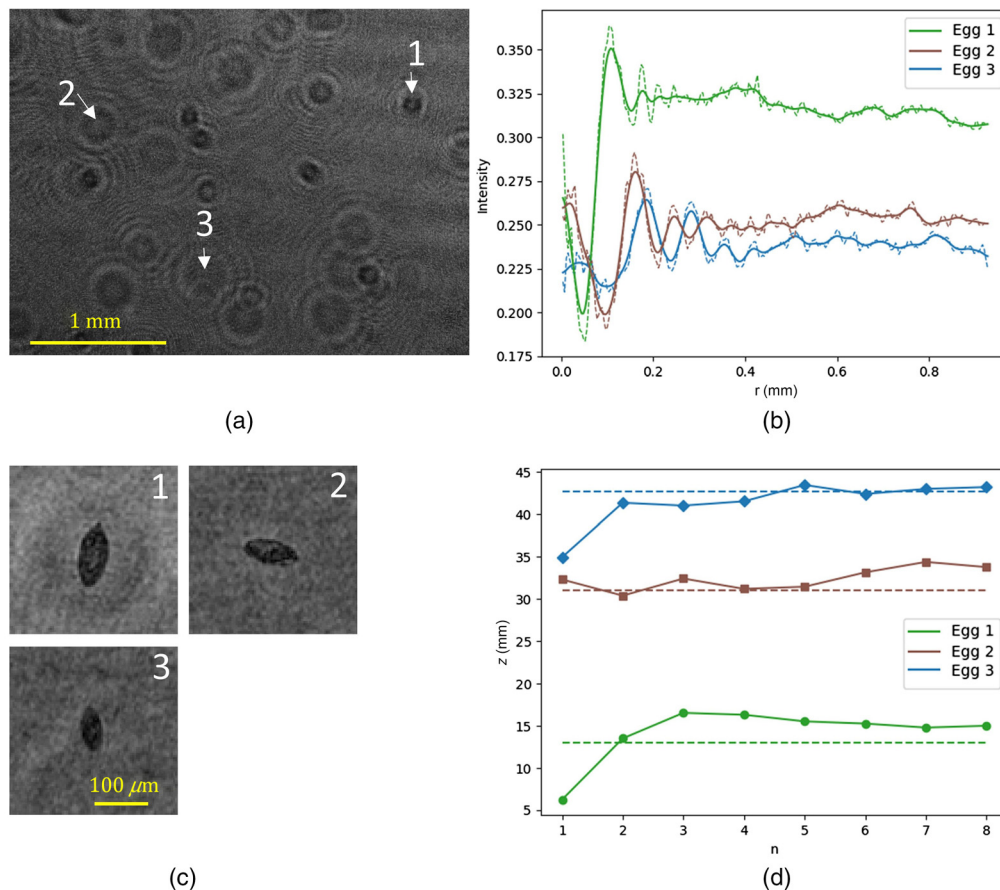 1
2
3
1 mm
(a)
0.350
0.325
0.300
0.275
0.250
0.225
0.200
0.175
Intensity
0.0 0.2 0.4 0.6 0.8
r (mm)
Egg 1
Egg 2
Egg 3
(b)
1
2
3
100 μm
(c)
45
40
35
30
25
20
15
10
5
z (mm)
1 2 3 4 5 6 7 8
n
Egg 1
Egg 2
Egg 3
(d)